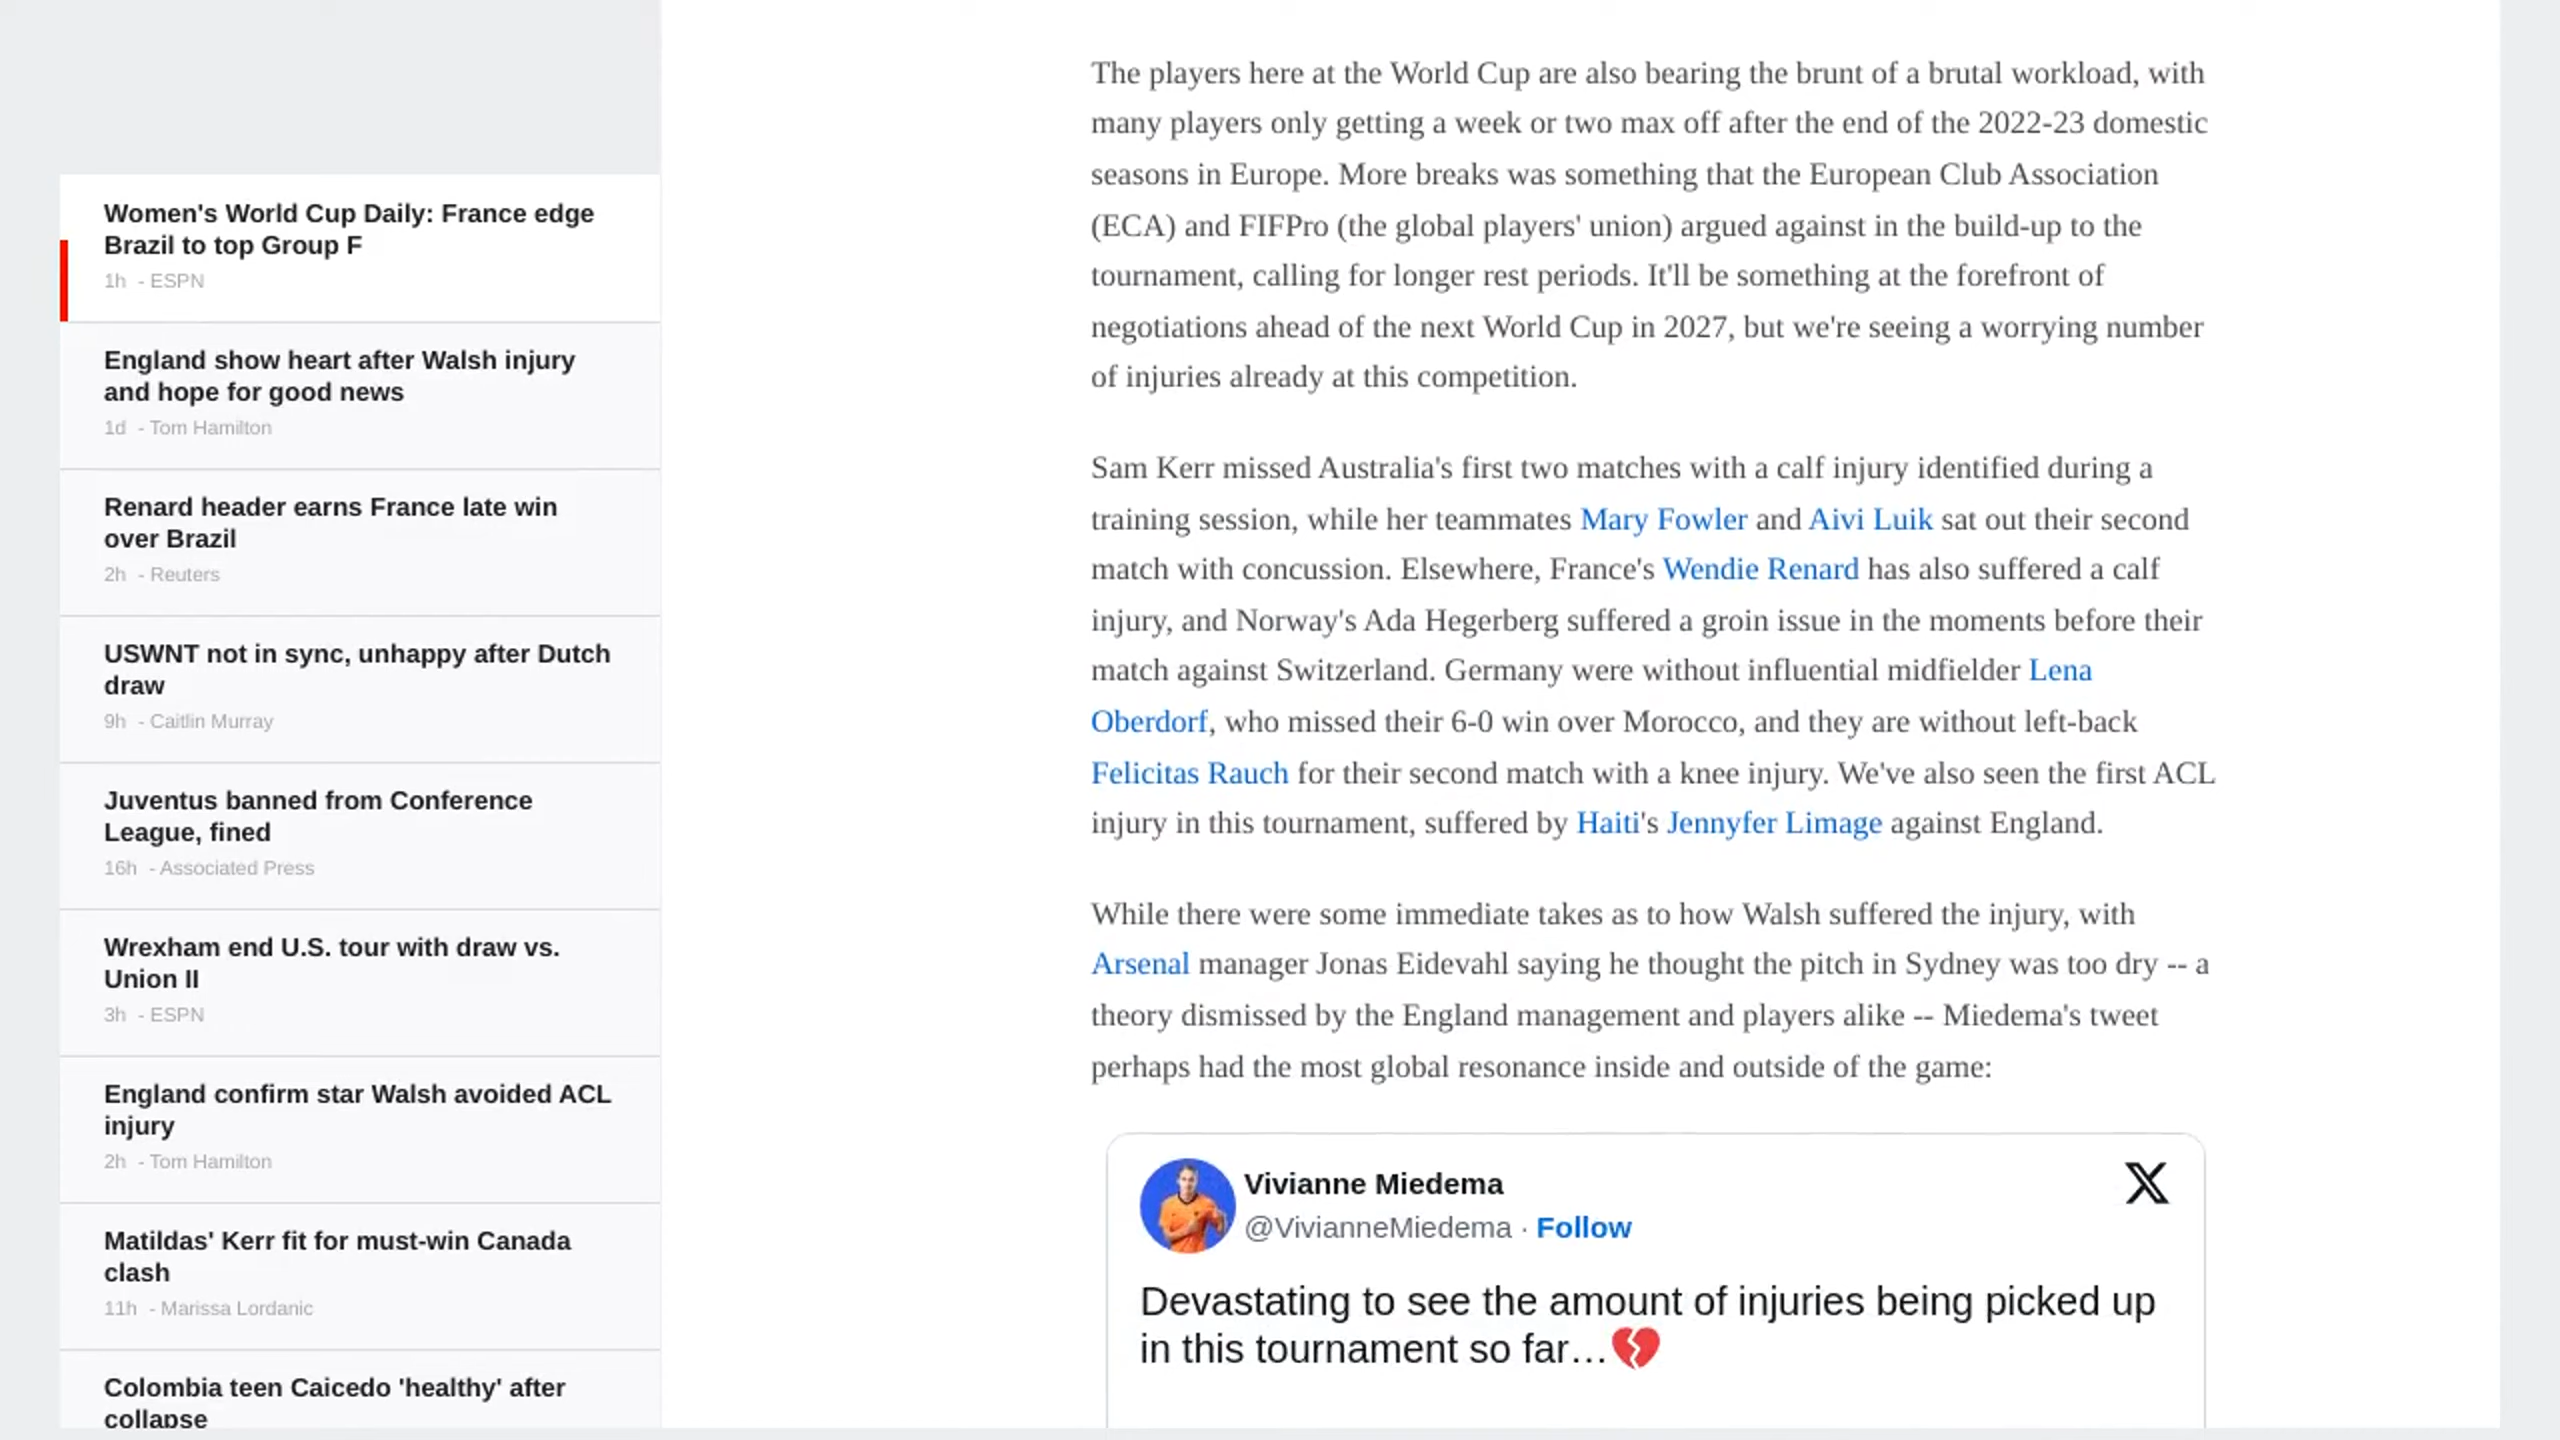 Women's World Cup Daily: France edge
Brazil to top Group F
1h - ESPN
England show heart after Walsh injury
and hope for good news
1d - Tom Hamilton
Renard header earns France late win
over Brazil
2h - Reuters
USWNT not in sync, unhappy after Dutch
draw
9h - Caitlin Murray
Juventus banned from Conference
League, fined
16h - Associated Press
Wrexham end U.S. tour with draw vs.
Union II
3h - ESPN
England confirm star Walsh avoided ACL
injury
2h - Tom Hamilton
Matildas' Kerr fit for must-win Canada
clash
11h - Marissa Lordanic
Colombia teen Caicedo 'healthy' after
collapse
The players here at the World Cup are also bearing the brunt of a brutal workload, with
many players only getting a week or two max off after the end of the 2022-23 domestic
seasons in Europe. More breaks was something that the European Club Association
(ECA) and FIFPro (the global players' union) argued against in the build-up to the
tournament, calling for longer rest periods. It'll be something at the forefront of
negotiations ahead of the next World Cup in 2027, but we're seeing a worrying number
of injuries already at this competition.
Sam Kerr missed Australia's first two matches with a calf injury identified during a
training session, while her teammates Mary Fowler and Aivi Luik sat out their second
match with concussion. Elsewhere, France's Wendie Renard has also suffered a calf
injury, and Norway's Ada Hegerberg suffered a groin issue in the moments before their
match against Switzerland. Germany were without influential midfielder Lena
Oberdorf, who missed their 6-0 win over Morocco, and they are without left-back
Felicitas Rauch for their second match with a knee injury. We've also seen the first ACL
injury in this tournament, suffered by Haiti's Jennyfer Limage against England.
While there were some immediate takes as to how Walsh suffered the injury, with
Arsenal manager Jonas Eidevahl saying he thought the pitch in Sydney was too dry -- a
theory dismissed by the England management and players alike -- Miedema's tweet
perhaps had the most global resonance inside and outside of the game:
Vivianne Miedema
@VivianneMiedema · Follow
Devastating to see the amount of injuries being picked up
in this tournament so far…💔